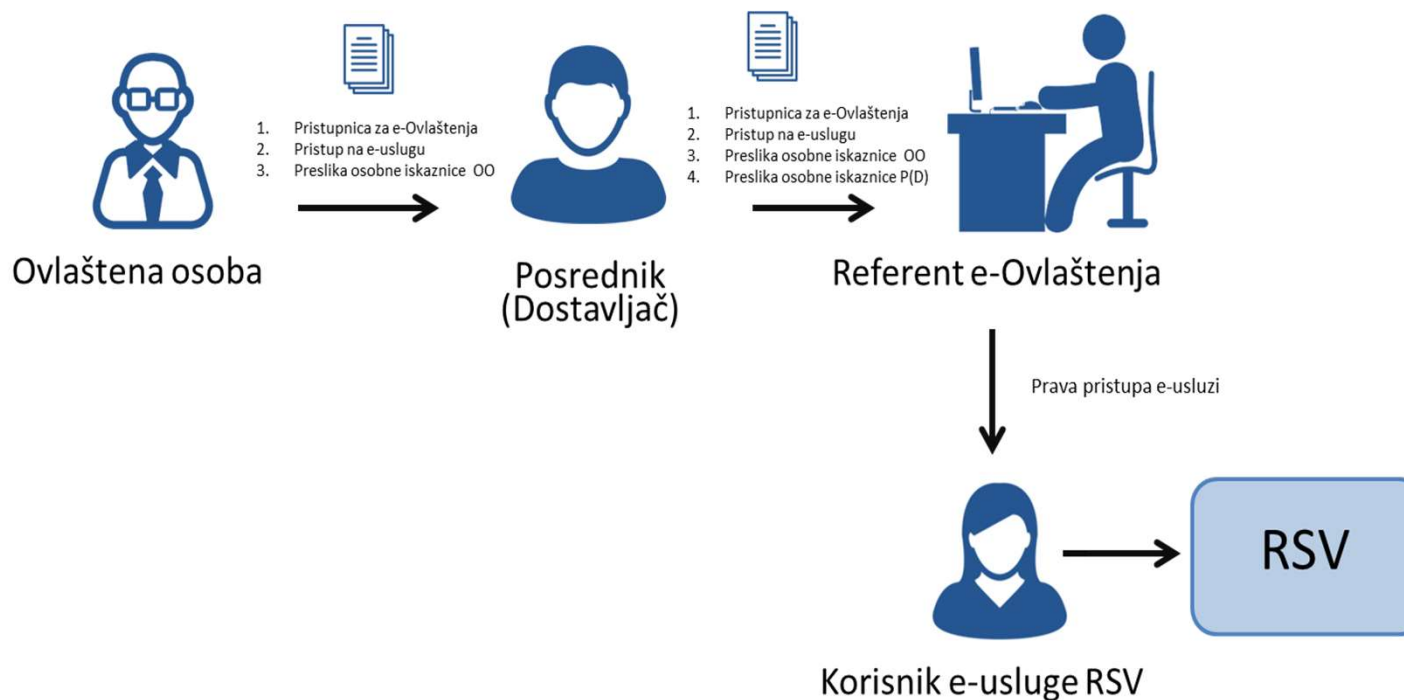 1. Pristupnica za e-Ovlaštenja
2. Pristup na e-uslugu
3. Preslika osobne iskaznice OO
1. Pristupnica za e-Ovlaštenja
2. Pristup na e-uslugu
3. Preslika osobne iskaznice OO
4. Preslika osobne iskaznice P(D)
Ovlaštena osoba
Posrednik
(Dostavljač)
Referent e-Ovlaštenja
Prava pristupa e-usluzi
RSV
Korisnik e-usluge RSV